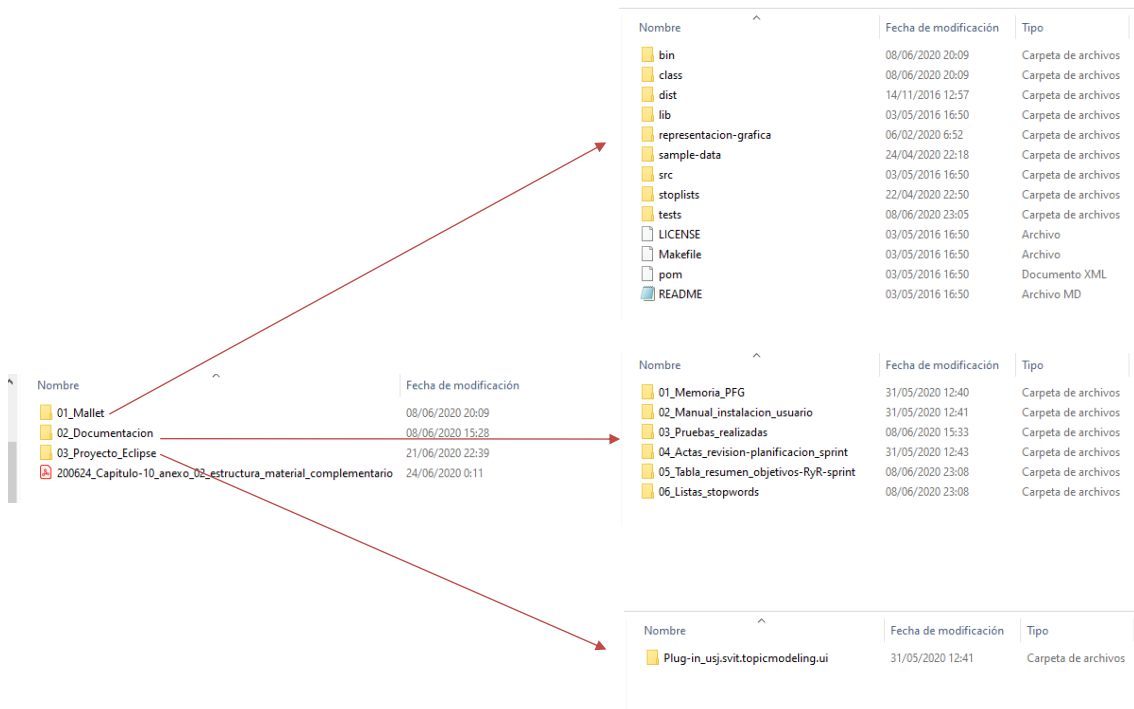 Nombre Fecha de modificación Tipo
bin 08/06/2020 20:09 Carpeta de archivos
class 08/06/2020 20:09 Carpeta de archivos
dist 14/11/2016 12:57 Carpeta de archivos
lib 03/05/2016 16:50 Carpeta de archivos
representacion-grafica 06/02/2020 6:52 Carpeta de archivos
sample-data 24/04/2020 22:18 Carpeta de archivos
src 03/05/2016 16:50 Carpeta de archivos
stoplists 22/04/2020 22:50 Carpeta de archivos
tests 08/06/2020 23:05 Carpeta de archivos
LICENSE 03/05/2016 16:50 Archivo
Makefile 03/05/2016 16:50 Archivo
pom 03/05/2016 16:50 Documento XML
README 03/05/2016 16:50 Archivo MD
Nombre Fecha de modificación
01_Mallet 08/06/2020 20:09
02_Documentacion 08/06/2020 15:28
03_Proyecto_Eclipse 21/06/2020 22:39
200624_Capitulo-10_anexo_02_estructura_material_complementario 24/06/2020 0:11
Nombre Fecha de modificación Tipo
01_Memoria_PFG 31/05/2020 12:40 Carpeta de archivos
02_Manual_instalacion_usuario 31/05/2020 12:41 Carpeta de archivos
03_Pruebas_realizadas 08/06/2020 15:33 Carpeta de archivos
04_Actas_revision-planificacion_sprint 31/05/2020 12:43 Carpeta de archivos
05_Tabla_resumen_objetivos-RyR-sprint 08/06/2020 23:08 Carpeta de archivos
06_Listas_stopwords 08/06/2020 23:08 Carpeta de archivos
Nombre Fecha de modificación Tipo
Plug-in_usj.svit.topicmodeling.ui 31/05/2020 12:41 Carpeta de archivos